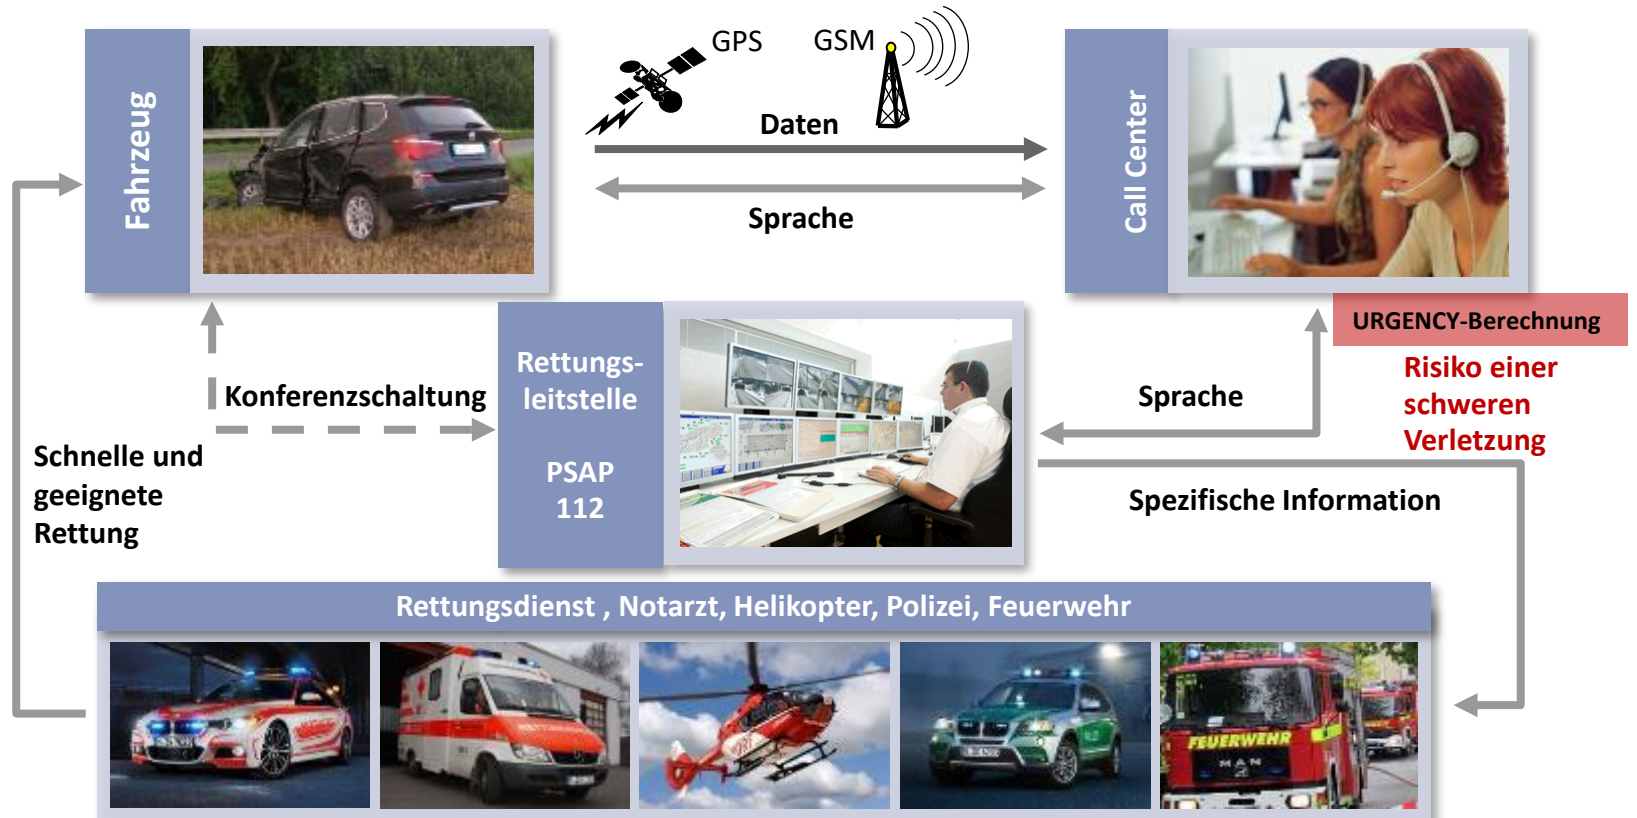 GPS
GSM
Fahrzeug
Daten
Sprache
Call Center
URGENCY-Berechnung
Risiko einer
schweren
Verletzung
Rettungs-
leitstelle
PSAP
112
Konferenzschaltung
Sprache
Schnelle und
geeignete
Rettung
Spezifische Information
Rettungsdienst , Notarzt, Helikopter, Polizei, Feuerwehr
FEUERWEHR
MAN